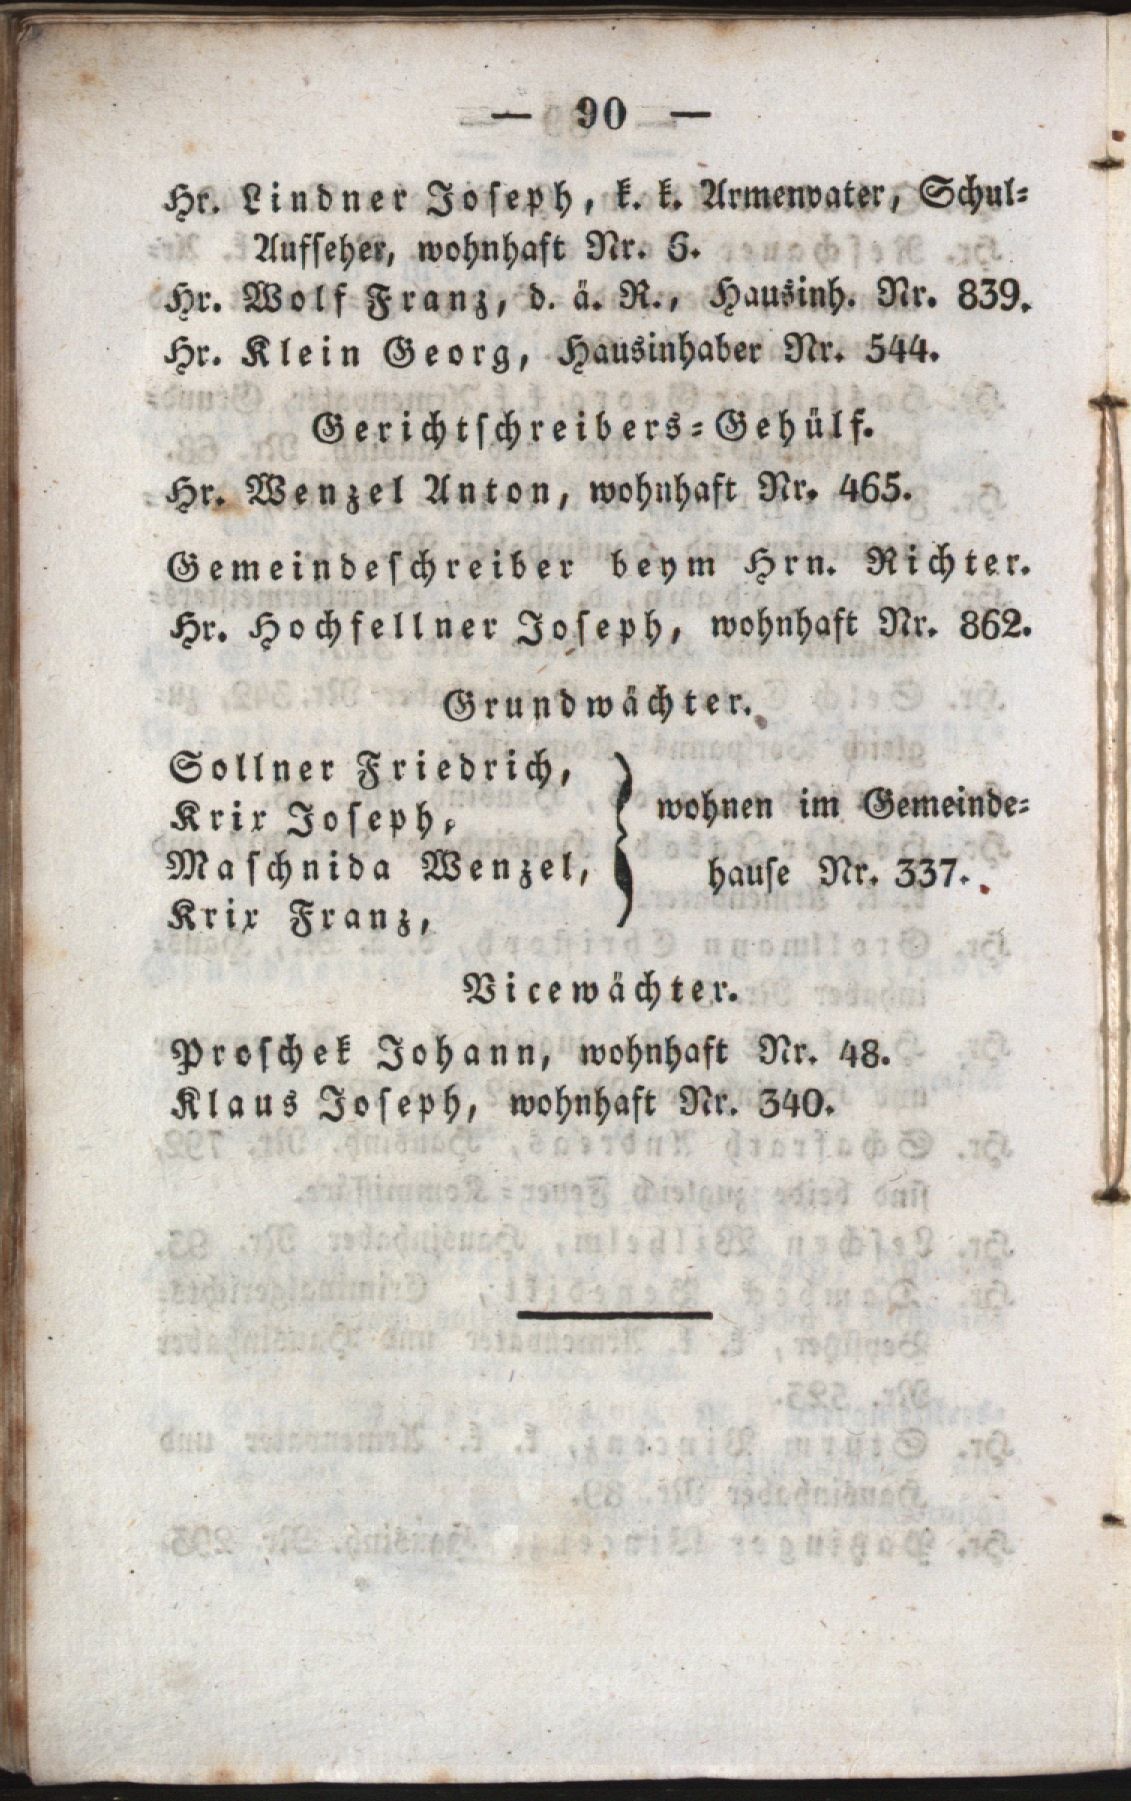 — 90 —
Hr. Lindner Joseph, k. k. Armenvater, Schul=
Aufseher, wohnhaft Nr. 6.
Hr. Wolf Franz, d. ä. R., Hausinh. Nr. 839.
Hr. Klein Georg, Hausinhaber Nr. 544.
Gerichtschreibers=Gehülf.
Hr. Wenzel Anton, wohnhaft Nr. 465.
Gemeindeschreiber beym Hrn. Richter.
Hr. Hochfellner Joseph, wohnhaft Nr. 862.
Grundwächter.
Sollner Friedrich,
Krix Joseph,
Maschnida Wenzel,
Krix Franz,
wohnen im Gemeinde=
hause Nr. 337.
Vicewächter.
Proschek Johann, wohnhaft Nr. 48.
Klaus Joseph, wohnhaft Nr. 340.